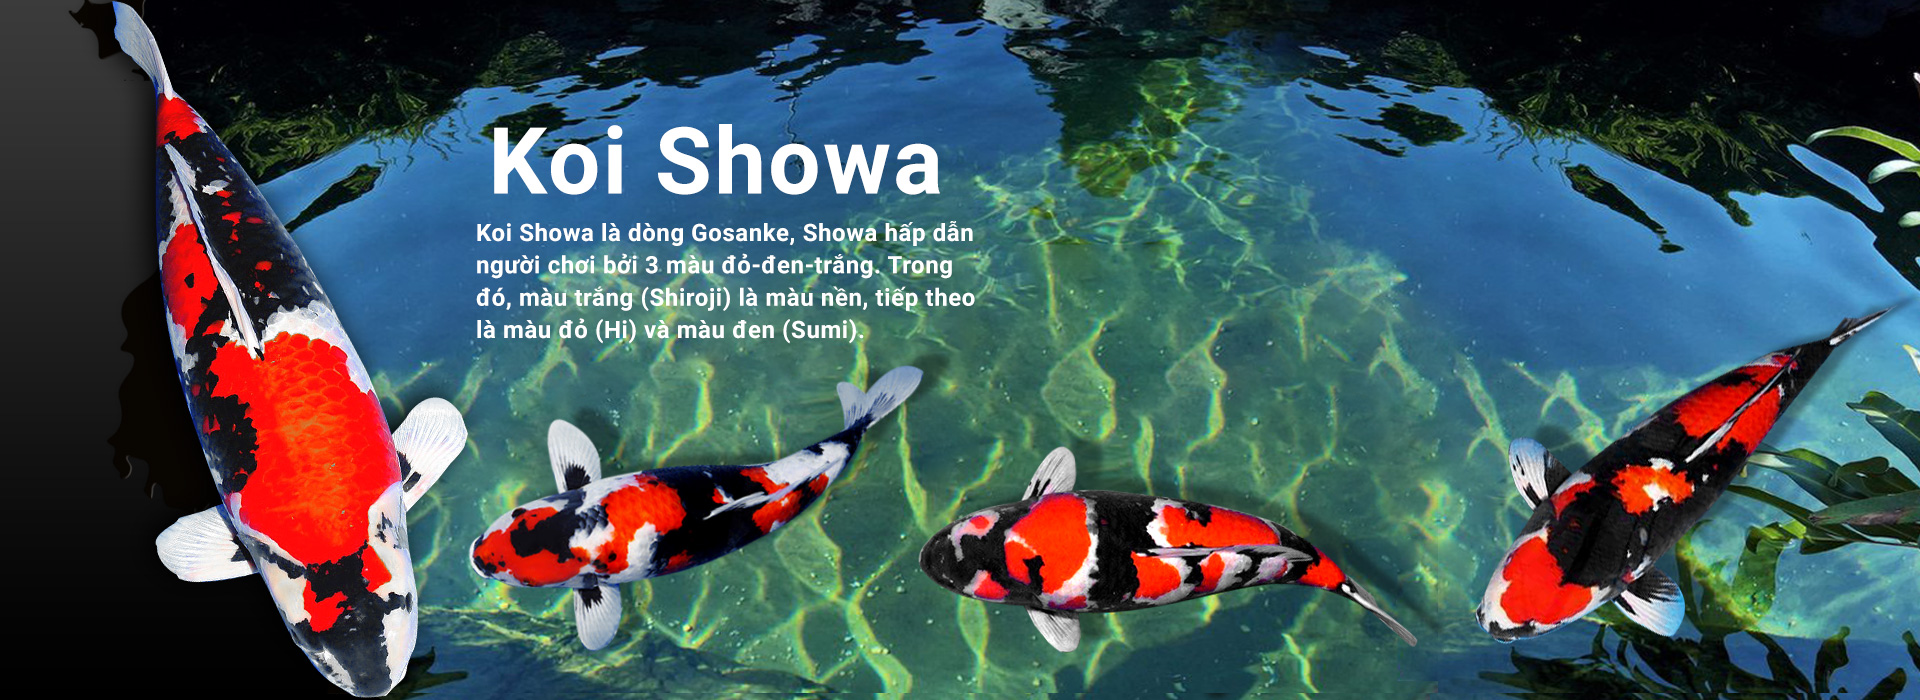 Koi Showa
Koi Showa là dòng Gosanke, Showa hấp dẫn
người chơi bởi 3 màu đỏ-đen-trắng. Trong
đó, màu trắng (Shiroji) là màu nền, tiếp theo
là màu đỏ (Hi) và màu đen (Sumi).